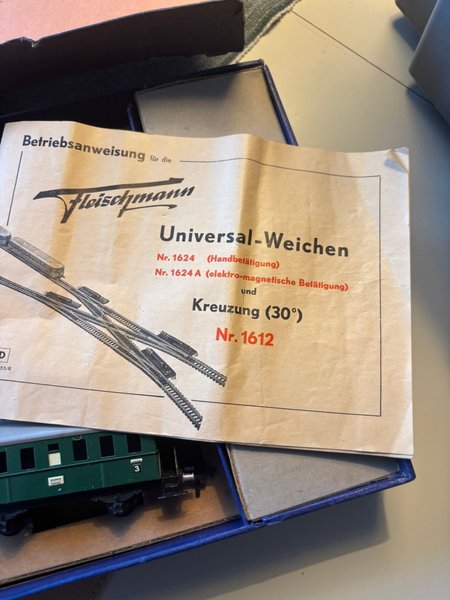 Betriebsanweisung für die
Fleischmann
Universal-Weichen
Nr. 1624 (Handbetätigung)
Nr. 1624 A (elektro-magnetische Betätigung)
und
Kreuzung (30°)
Nr. 1612
D
55/R
3